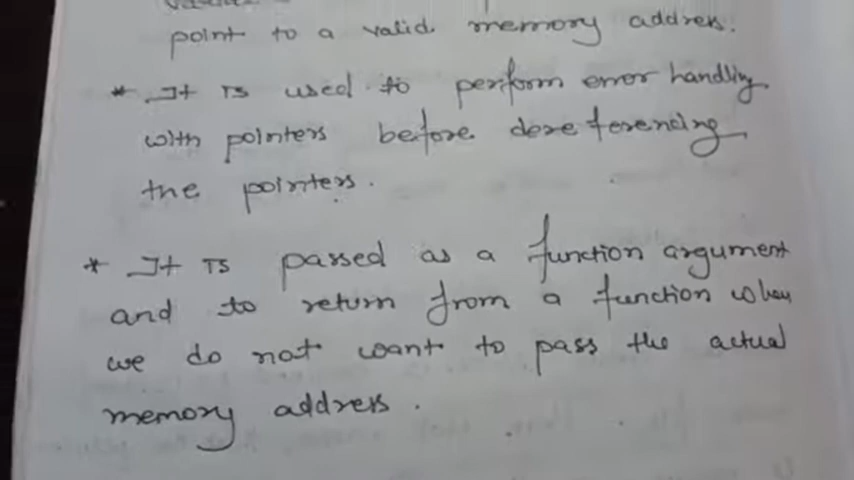 point to a valid memory address.
* It is used to perform error handling
with pointers before dereferencing
the pointers.
* It is passed as a function argument
and to return from a function when
we do not want to pass the actual
memory address.